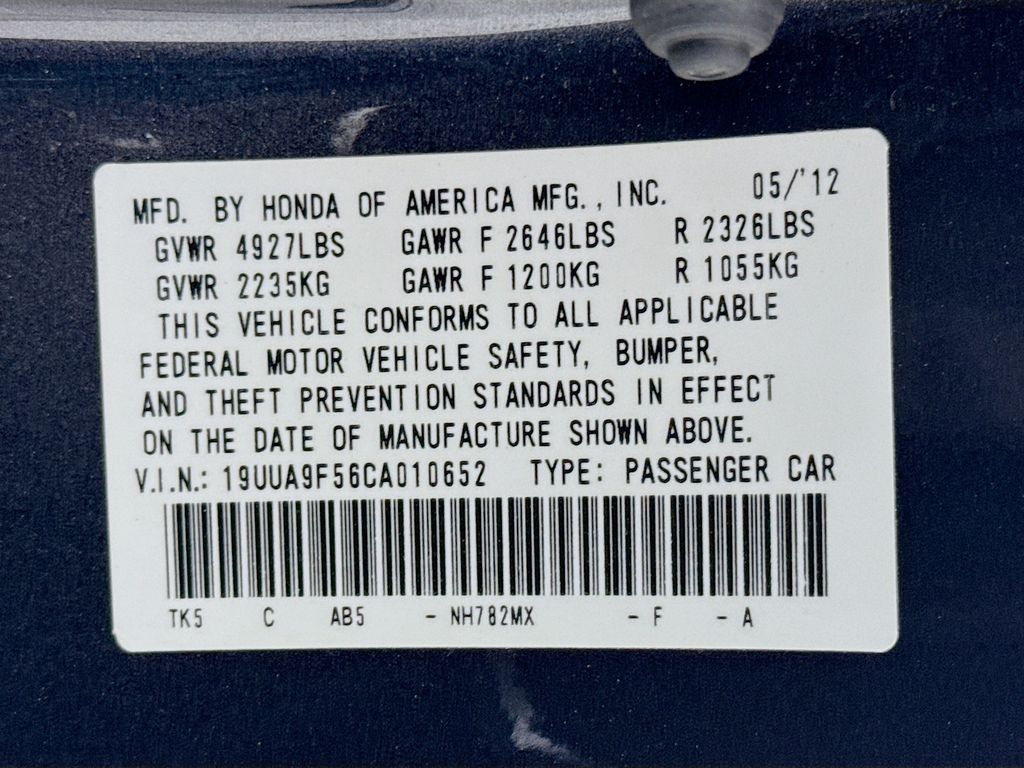 MFD. BY HONDA OF AMERICA MFG., INC. 05/'12
GVWR 4927LBS GAWR F 2646LBS R 2326LBS
GVWR 2235KG GAWR F 1200KG R 1055KG
THIS VEHICLE CONFORMS TO ALL APPLICABLE
FEDERAL MOTOR VEHICLE SAFETY, BUMPER,
AND THEFT PREVENTION STANDARDS IN EFFECT
ON THE DATE OF MANUFACTURE SHOWN ABOVE.
V.I.N.: 19UUA9F56CA010652 TYPE: PASSENGER CAR
TK5 C AB5 - NH782MX - F - A